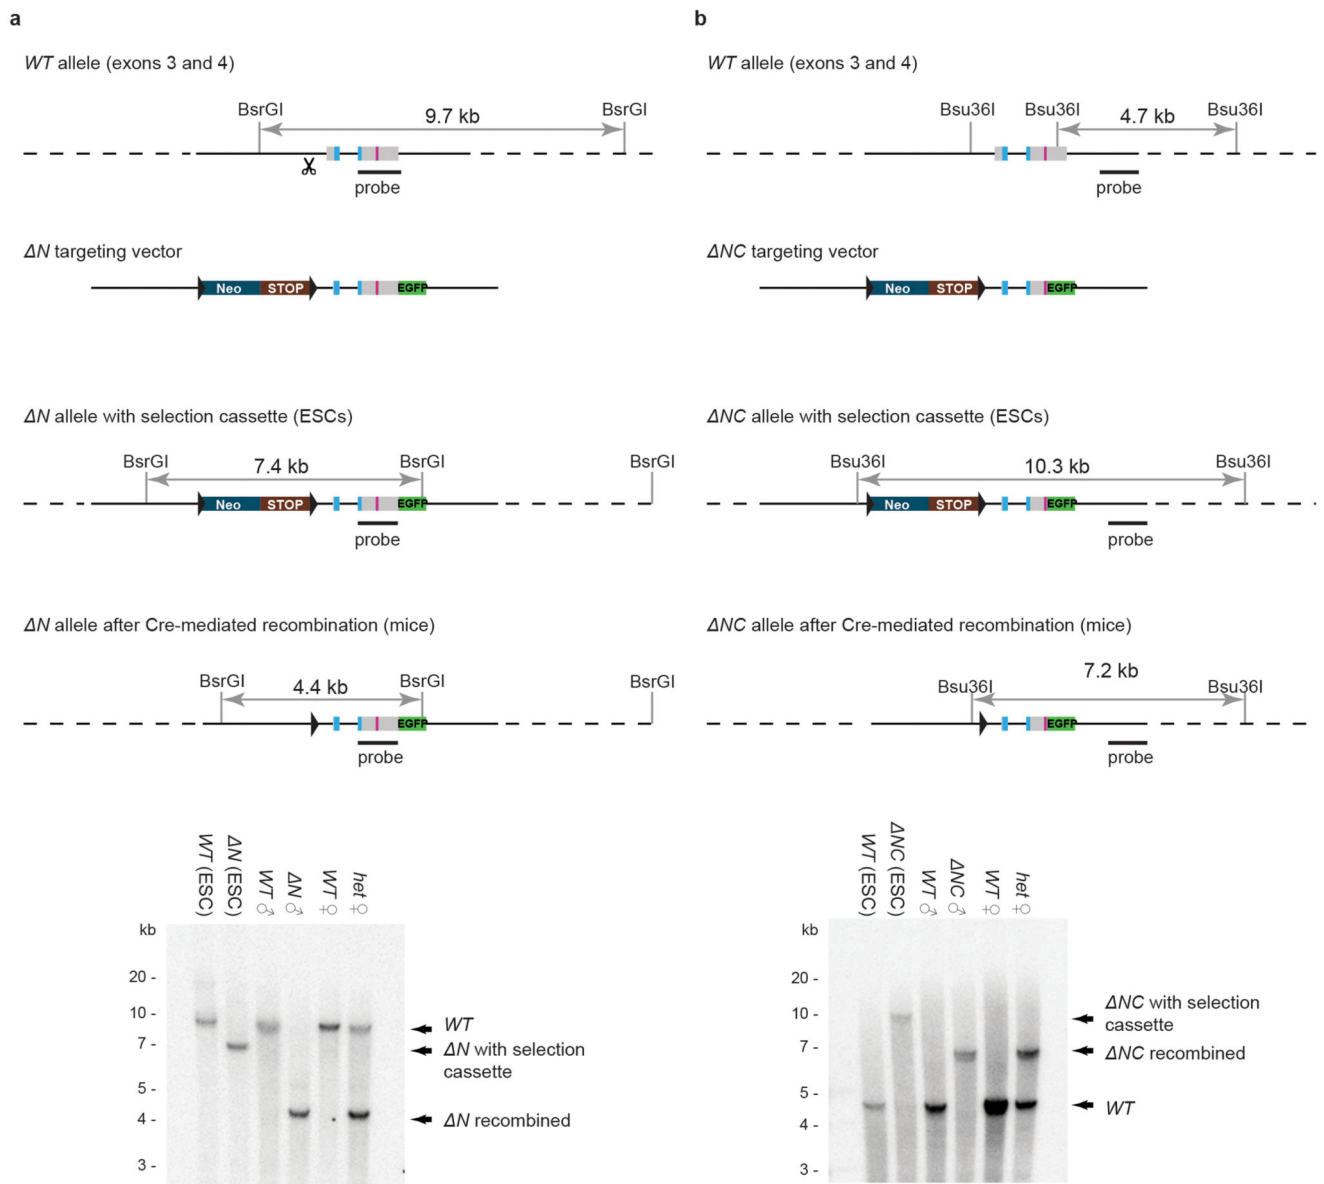 a
WT allele (exons 3 and 4)
BsrGI
9.7 kb
BsrGI
probe
ΔN targeting vector
Neo
STOP
EGFP
ΔN allele with selection cassette (ESCs)
BsrGI
7.4 kb
BsrGI
BsrGI
Neo
STOP
EGFP
probe
ΔN allele after Cre-mediated recombination (mice)
BsrGI
4.4 kb
BsrGI
BsrGI
EGFP
probe
WT (ESC)
ΔN (ESC)
WT ♂
ΔN ♂
WT ♀
het ♀
kb
20 -
10 -
7 -
5 -
4 -
3 -
WT
ΔN with selection
cassette
ΔN recombined
b
WT allele (exons 3 and 4)
Bsu36I
Bsu36I
4.7 kb
Bsu36I
probe
ΔNC targeting vector
Neo
STOP
EGFP
ΔNC allele with selection cassette (ESCs)
Bsu36I
10.3 kb
Bsu36I
Neo
STOP
EGFP
probe
ΔNC allele after Cre-mediated recombination (mice)
Bsu36I
7.2 kb
Bsu36I
EGFP
probe
WT (ESC)
ΔNC (ESC)
WT ♂
ΔNC ♂
WT ♀
het ♀
kb
20 -
10 -
7 -
5 -
4 -
3 -
ΔNC with selection
cassette
ΔNC recombined
WT